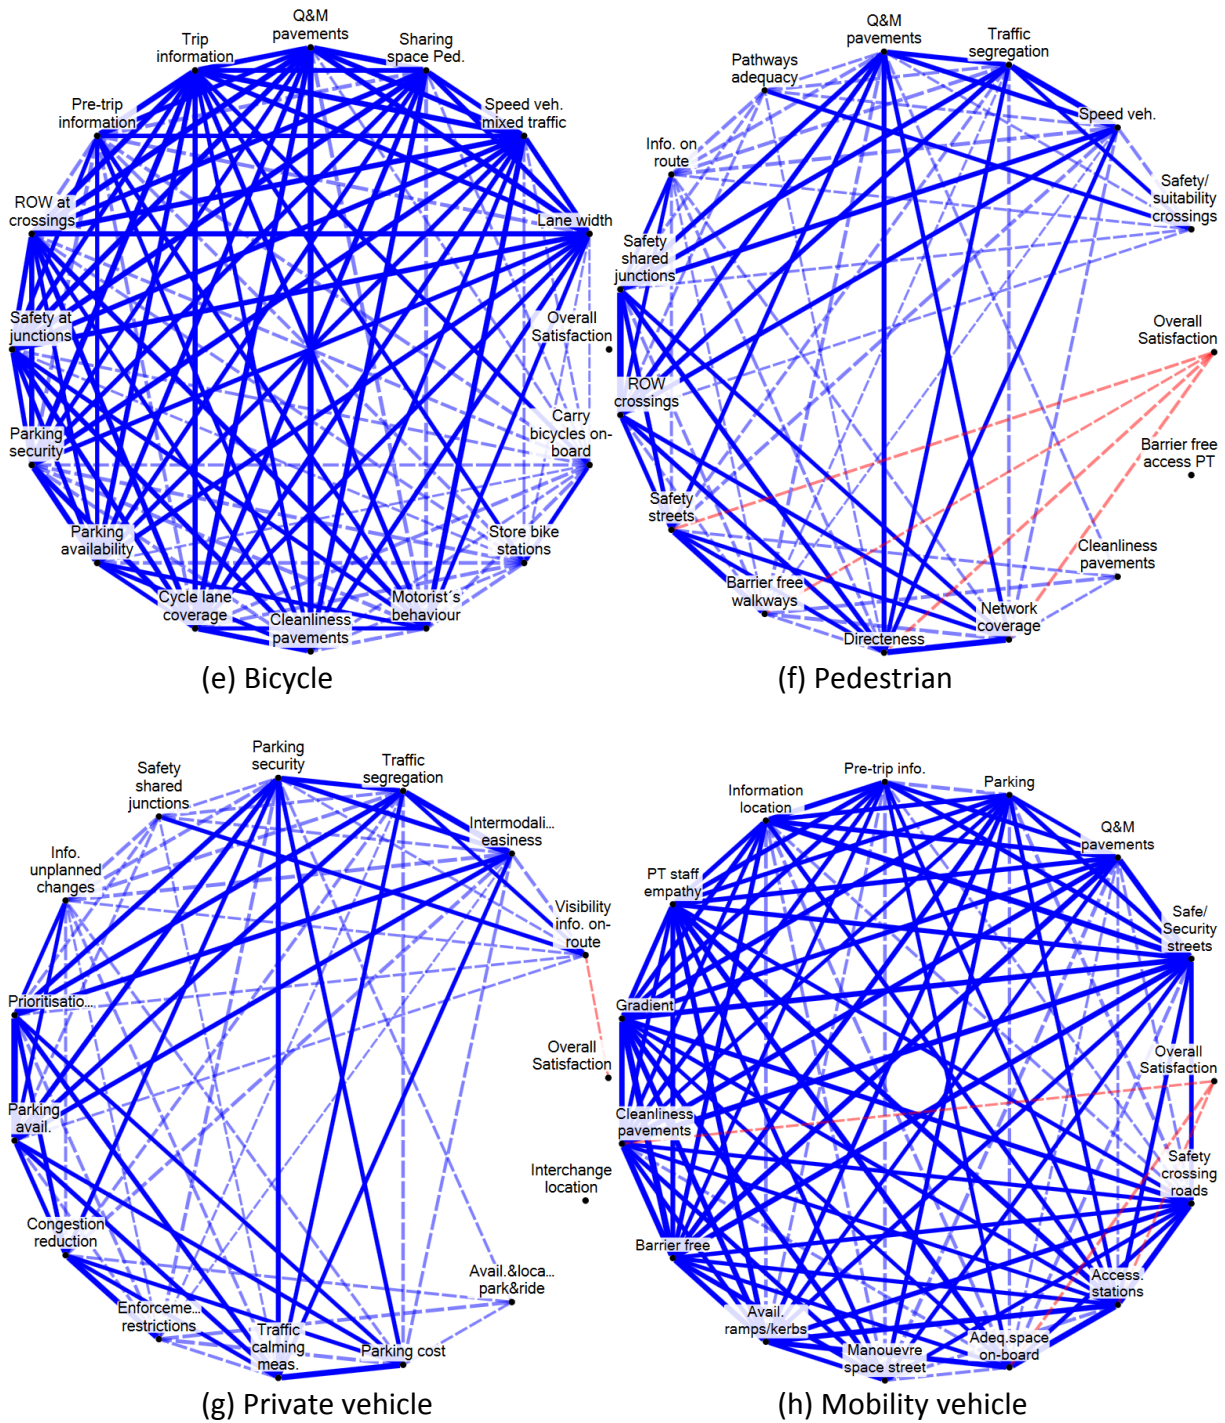 Q&M
pavements
Trip
information
Sharing
space Ped.
Pre-trip
information
Speed veh.
mixed traffic
ROW at
crossings
Lane width
Safety at
junctions
Overall
Satisfaction
Parking
security
Carry
bicycles on-
board
Parking
availability
Store bike
stations
Cycle lane
coverage
Cleanliness
pavements
Motorist´s
behaviour
(e) Bicycle
Q&M
pavements
Traffic
segregation
Pathways
adequacy
Speed veh.
Info. on
route
Safety/
suitability
crossings
Safety
shared
junctions
Overall
Satisfaction
ROW
crossings
Barrier free
access PT
Safety
streets
Cleanliness
pavements
Barrier free
walkways
Network
coverage
Directeness
(f) Pedestrian
Parking
security
Traffic
segregation
Safety
shared
junctions
Intermodali...
easiness
Info.
unplanned
changes
Visibility
info. on-
route
Prioritisatio...
Overall
Satisfaction
Parking
avail.
Interchange
location
Congestion
reduction
Avail.&loca...
park&ride
Enforceme...
restrictions
Traffic
calming
meas.
Parking cost
(g) Private vehicle
Pre-trip info.
Parking
Information
location
Q&M
pavements
PT staff
empathy
Safe/
Security
streets
Gradient
Overall
Satisfaction
Cleanliness
pavements
Safety
crossing
roads
Barrier free
Access.
stations
Avail.
ramps/kerbs
Manouevre
space street
Adeq.space
on-board
(h) Mobility vehicle